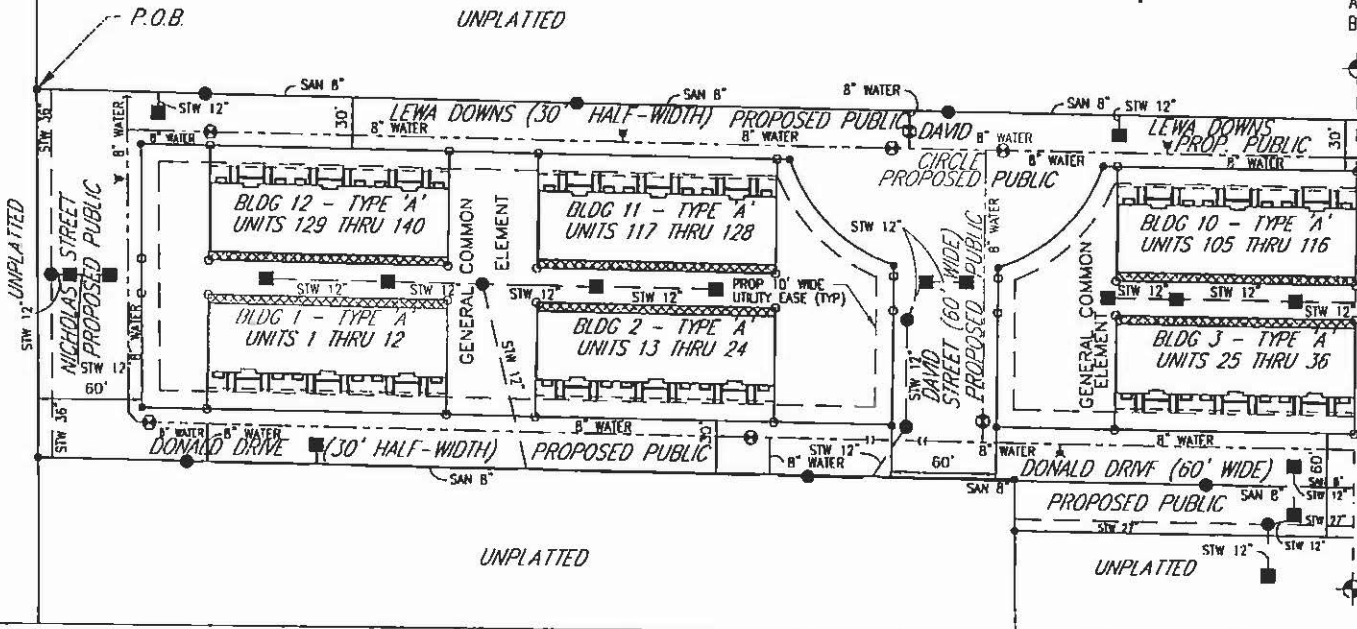 P.O.B.
UNPLATTED
A
B
SAN 8"
SAN 8"
8" WATER
SAN 8"
STW 12"
STW 36"
8" WATER
STW 12"
30'
LEWA DOWNS (30' HALF-WIDTH) PROPOSED PUBLIC
DAVID
CIRCLE
PROPOSED PUBLIC
LEWA DOWNS
PROP. PUBLIC
30'
8" WATER
8" WATER
8" WATER
8" WATER
8" WATER
8" WATER
UNPLATTED
NICHOLAS STREET
PROPOSED PUBLIC
BLDG 12 - TYPE 'A'
UNITS 129 THRU 140
GENERAL COMMON
ELEMENT
BLDG 11 - TYPE 'A'
UNITS 117 THRU 128
STW 12"
8" WATER
BLDG 10 - TYPE 'A'
UNITS 105 THRU 116
STW 12"
STW 12"
STW 12"
STW 12"
PROP 10' WIDE
UTILITY EASE (TYP)
STW 12"
STW 12"
STW 12"
8" WATER
BLDG 1 - TYPE 'A'
UNITS 1 THRU 12
STW 12"
BLDG 2 - TYPE 'A'
UNITS 13 THRU 24
STW 12"
DAVID
STREET (60' WIDE)
PROPOSED PUBLIC
GENERAL COMMON
ELEMENT
BLDG 3 - TYPE 'A'
UNITS 25 THRU 36
STW 12"
STW 12"
60'
STW 36"
8" WATER
8" WATER
8" WATER
30'
8" WATER
8" WATER
DONALD DRIVE (30' HALF-WIDTH) PROPOSED PUBLIC
STW 12"
8" WATER
60'
DONALD DRIVE (60' WIDE)
60'
SAN 8"
SAN 8"
SAN 8"
SAN 8"
STW 12"
PROPOSED PUBLIC
STW 27"
STW 27"
STW 12"
STW 12"
UNPLATTED
UNPLATTED